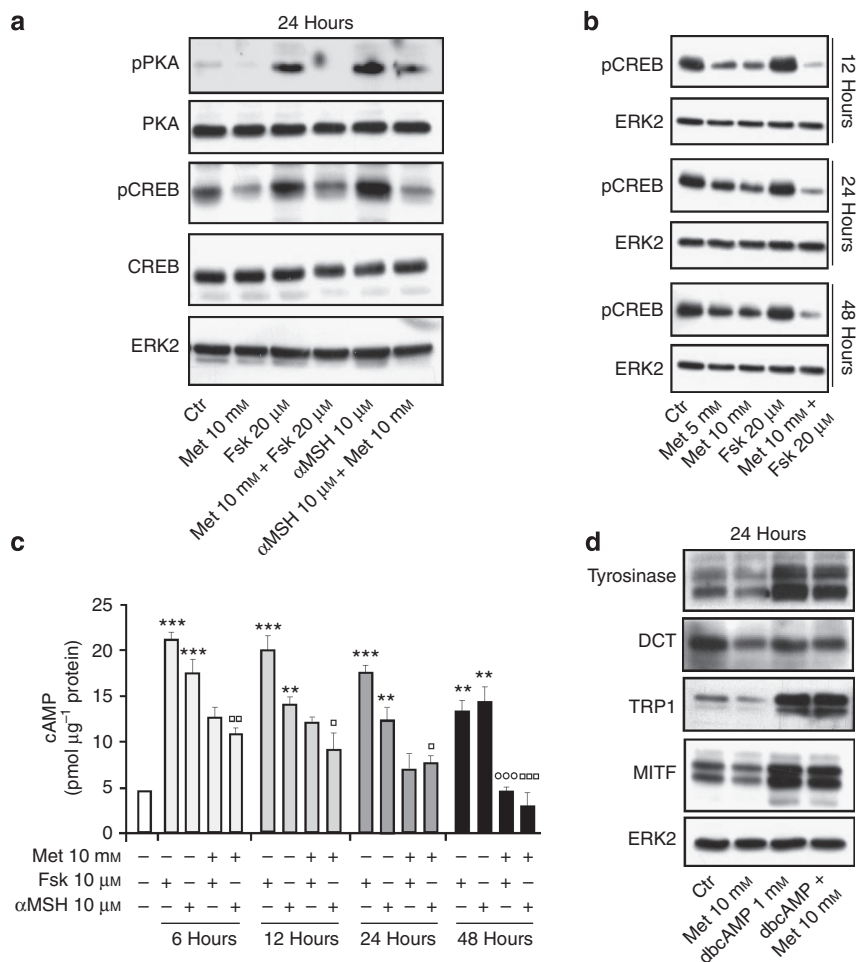 a
24 Hours
pPKA
PKA
pCREB
CREB
ERK2
Ctr
Met 10 mM
Fsk 20 μM
Met 10 mM + Fsk 20 μM
αMSH 10 μM
αMSH 10 μM + Met 10 mM
b
pCREB
ERK2
12 Hours
pCREB
ERK2
24 Hours
pCREB
ERK2
48 Hours
Ctr
Met 5 mM
Met 10 mM
Fsk 20 μM
Met 10 mM +
Fsk 20 μM
c
cAMP
(pmol μg⁻¹ protein)
25
20
15
10
5
0
*** *** □□
*** ** □
*** ** □
** ** ○○○ □□□
Met 10 mM – – – + + – – + + – – + + – – + +
Fsk 10 μM – + – + – + – + – + – + – + – + –
αMSH 10 μM – – + – + – + – + – + – + – + – +
6 Hours 12 Hours 24 Hours 48 Hours
d
24 Hours
Tyrosinase
DCT
TRP1
MITF
ERK2
Ctr
Met 10 mM
dbcAMP 1 mM
dbcAMP +
Met 10 mM